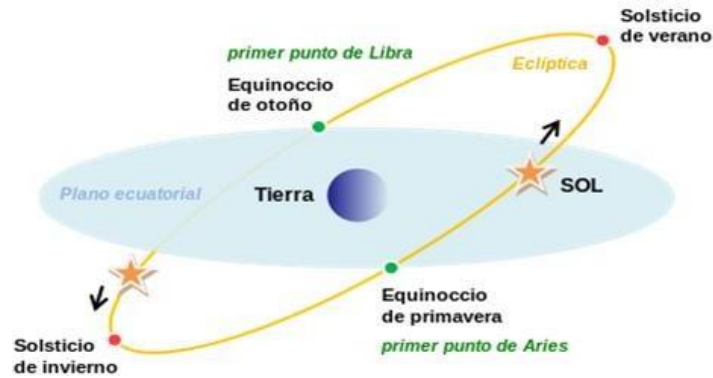 Solsticio
de verano
primer punto de Libra
Eclíptica
Equinoccio
de otoño
Plano ecuatorial
Tierra
SOL
Equinoccio
de primavera
primer punto de Aries
Solsticio
de invierno